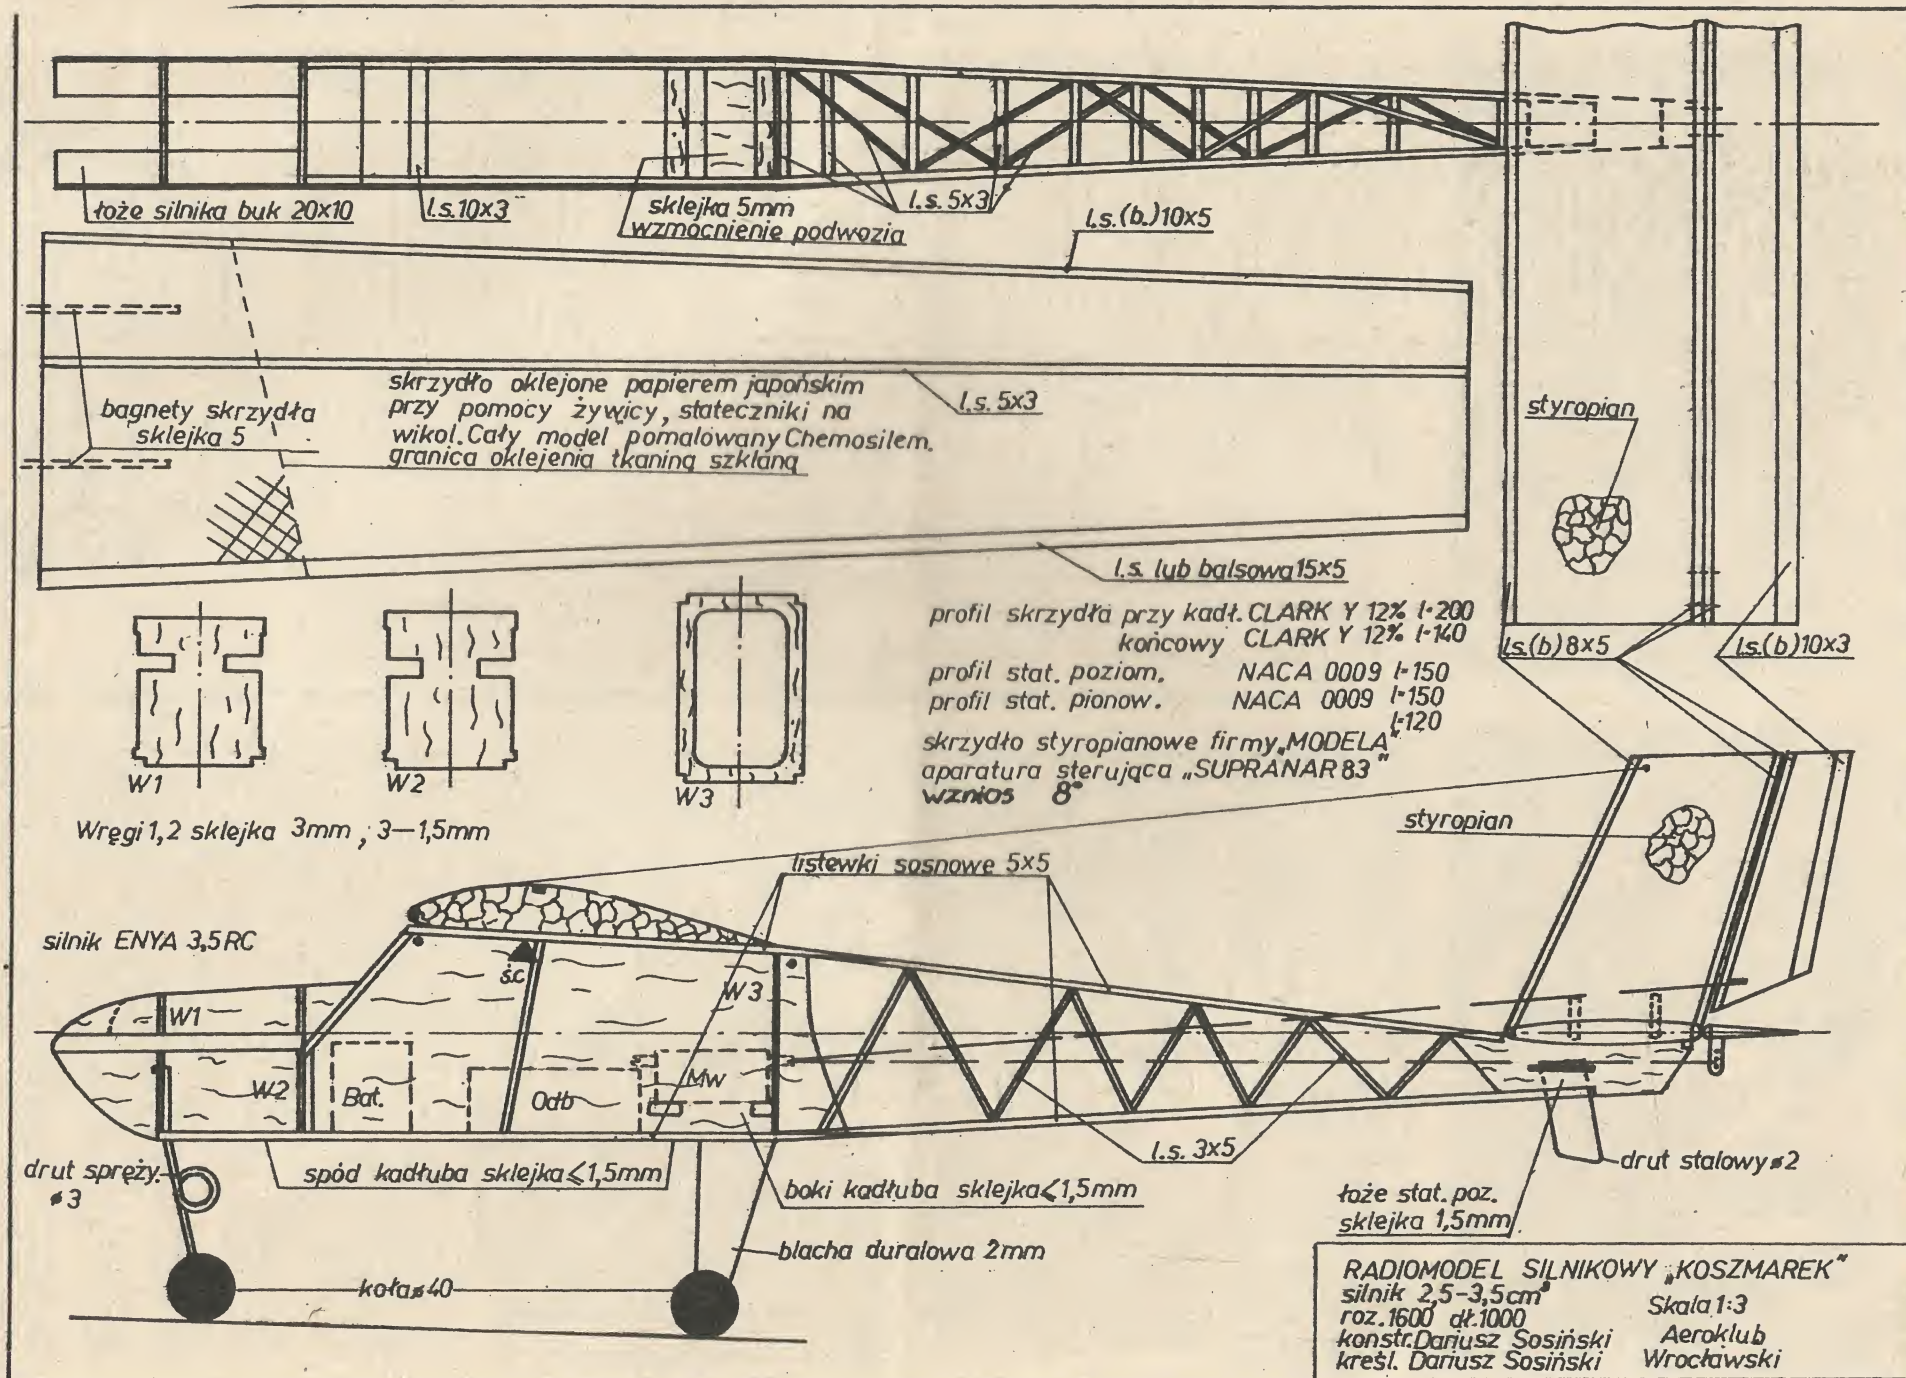 łoże silnika buk 20x10
l.s.10x3
sklejka 5mm
wzmocnienie podwozia
l.s. 5x3
l.s.(b.)10x5
bagnety skrzydła
sklejka 5
skrzydło oklejone papierem japońskim
przy pomocy żywicy, stateczniki na
wikol. Cały model pomalowany Chemosilem.
granica oklejenia tkaniną szklaną
l.s. 5x3
styropian
l.s. lub balsowa 15x5
W1
W2
W3
Wręgi 1,2 sklejka 3mm ; 3—1,5mm
profil skrzydła przy kadł. CLARK Y 12% l-200
końcowy CLARK Y 12% l-140
profil stat. poziom. NACA 0009 l-150
profil stat. pionow. NACA 0009 l-150
l-120
skrzydło styropianowe firmy „MODELA"
aparatura sterująca „SUPRANAR 83"
wznios 8°
l.s.(b) 8x5
l.s.(b) 10x3
styropian
listewki sosnowe 5x5
silnik ENYA 3,5 RC
ś.c
W1
W2
W3
Bat.
Odb
Mw
drut spręży.
ø3
spód kadłuba sklejka ⩽ 1,5mm
boki kadłuba sklejka ⩽ 1,5mm
l.s. 3x5
drut stalowy ø2
łoże stat. poz.
sklejka 1,5mm
blacha duralowa 2mm
koła ø40
RADIOMODEL SILNIKOWY „KOSZMAREK"
silnik 2,5-3,5cm³
roz. 1600 dł. 1000
konstr. Dariusz Sosiński
kreśl. Dariusz Sosiński
Skala 1:3
Aeroklub
Wrocławski